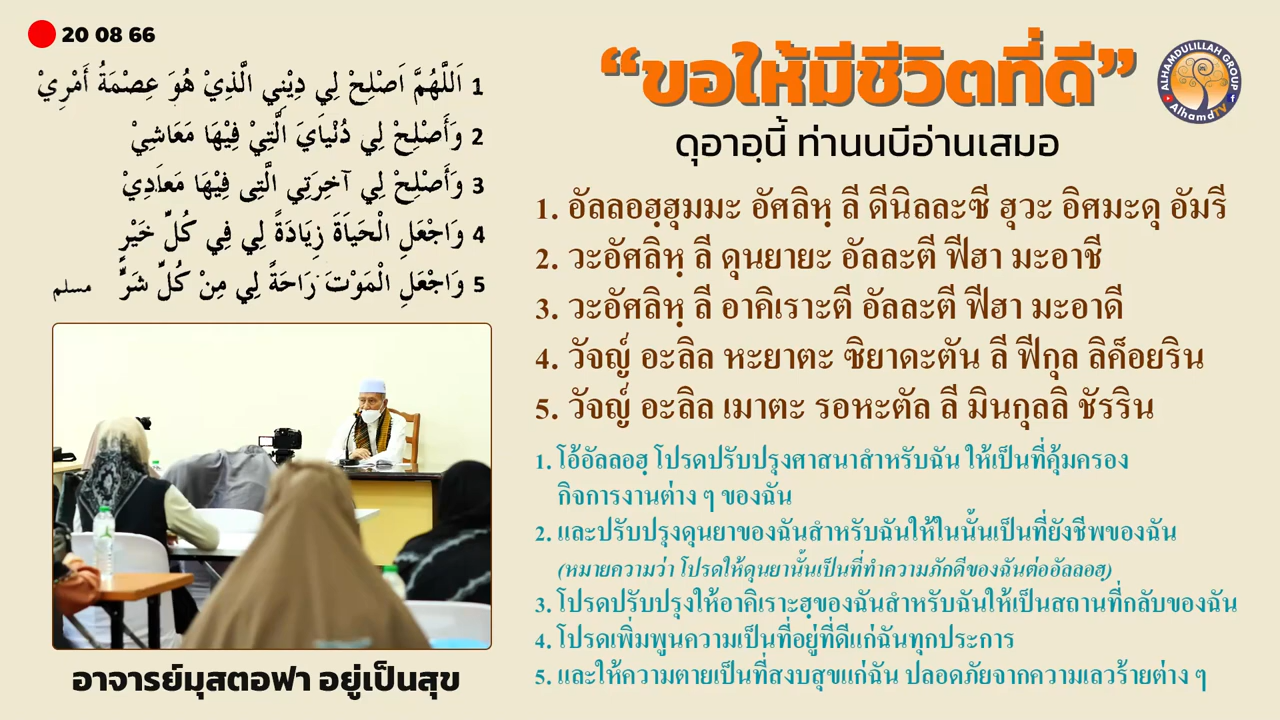 20 08 66
1 اَللَّهُمَّ اَصْلِحْ لِي دِيْنِي الَّذِيْ هُوَ عِصْمَةُ أَمْرِيْ
2 وَأَصْلِحْ لِي دُنْيَايَ الَّتِيْ فِيْهَا مَعَاشِيْ
3 وَأَصْلِحْ لِي آخِرَتِي الَّتِى فِيْهَا مَعَادِيْ
4 وَاجْعَلِ الْحَيَاةَ زِيَادَةً لِي فِي كُلِّ خَيْرٍ
5 وَاجْعَلِ الْمَوْتَ رَاحَةً لِي مِنْ كُلِّ شَرٍّ مسلم
อาจารย์มุสตอฟา อยู่เป็นสุข
“ขอให้มีชีวิตที่ดี”
ALHAMDULILLAH GROUP
AlhamdTV
ดุอาอฺนี้ ท่านนบีอ่านเสมอ
1. อัลลอฮฺฮุมมะ อัศลิหฺ ลี ดีนิลละซี ฮุวะ อิศมะดุ อัมรี
2. วะอัศลิหฺ ลี ดุนยายะ อัลละตี ฟีฮา มะอาชี
3. วะอัศลิหฺ ลี อาคิเราะตี อัลละตี ฟีฮา มะอาดี
4. วัจญ์ อะลิล หะยาตะ ซิยาดะตัน ลี ฟีกุล ลิค็อยริน
5. วัจญ์ อะลิล เมาตะ รอหะตัล ลี มินกุลลิ ชัรริน
1. โอ้อัลลอฮฺ โปรดปรับปรุงศาสนาสำหรับฉัน ให้เป็นที่คุ้มครอง
กิจการงานต่าง ๆ ของฉัน
2. และปรับปรุงดุนยาของฉันสำหรับฉันให้ในนั้นเป็นที่ยังชีพของฉัน
(หมายความว่า โปรดให้ดุนยานั้นเป็นที่ทำความภักดีของฉันต่ออัลลอฮฺ)
3. โปรดปรับปรุงให้อาคิเราะฮฺของฉันสำหรับฉันให้เป็นสถานที่กลับของฉัน
4. โปรดเพิ่มพูนความเป็นที่อยู่ที่ดีแก่ฉันทุกประการ
5. และให้ความตายเป็นที่สงบสุขแก่ฉัน ปลอดภัยจากความเลวร้ายต่าง ๆ